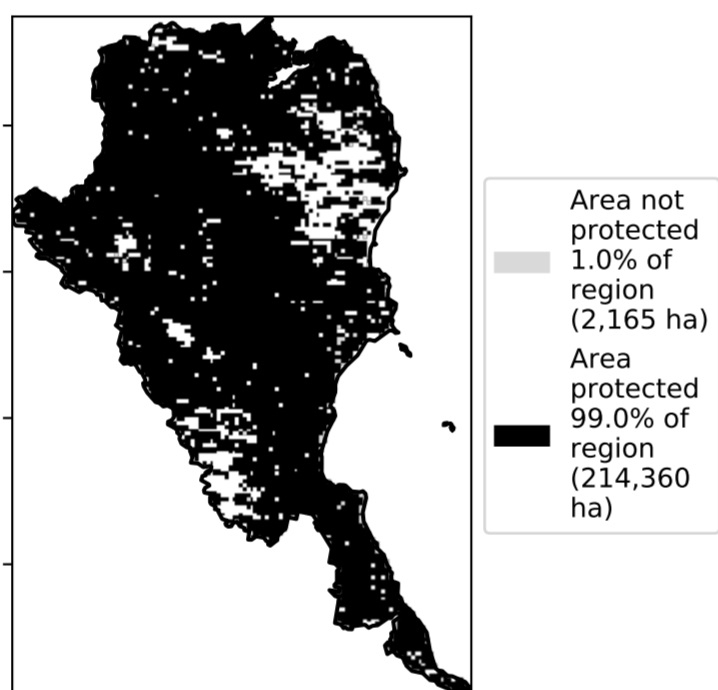 Area not
protected
1.0% of
region
(2,165 ha)
Area
protected
99.0% of
region
(214,360
ha)